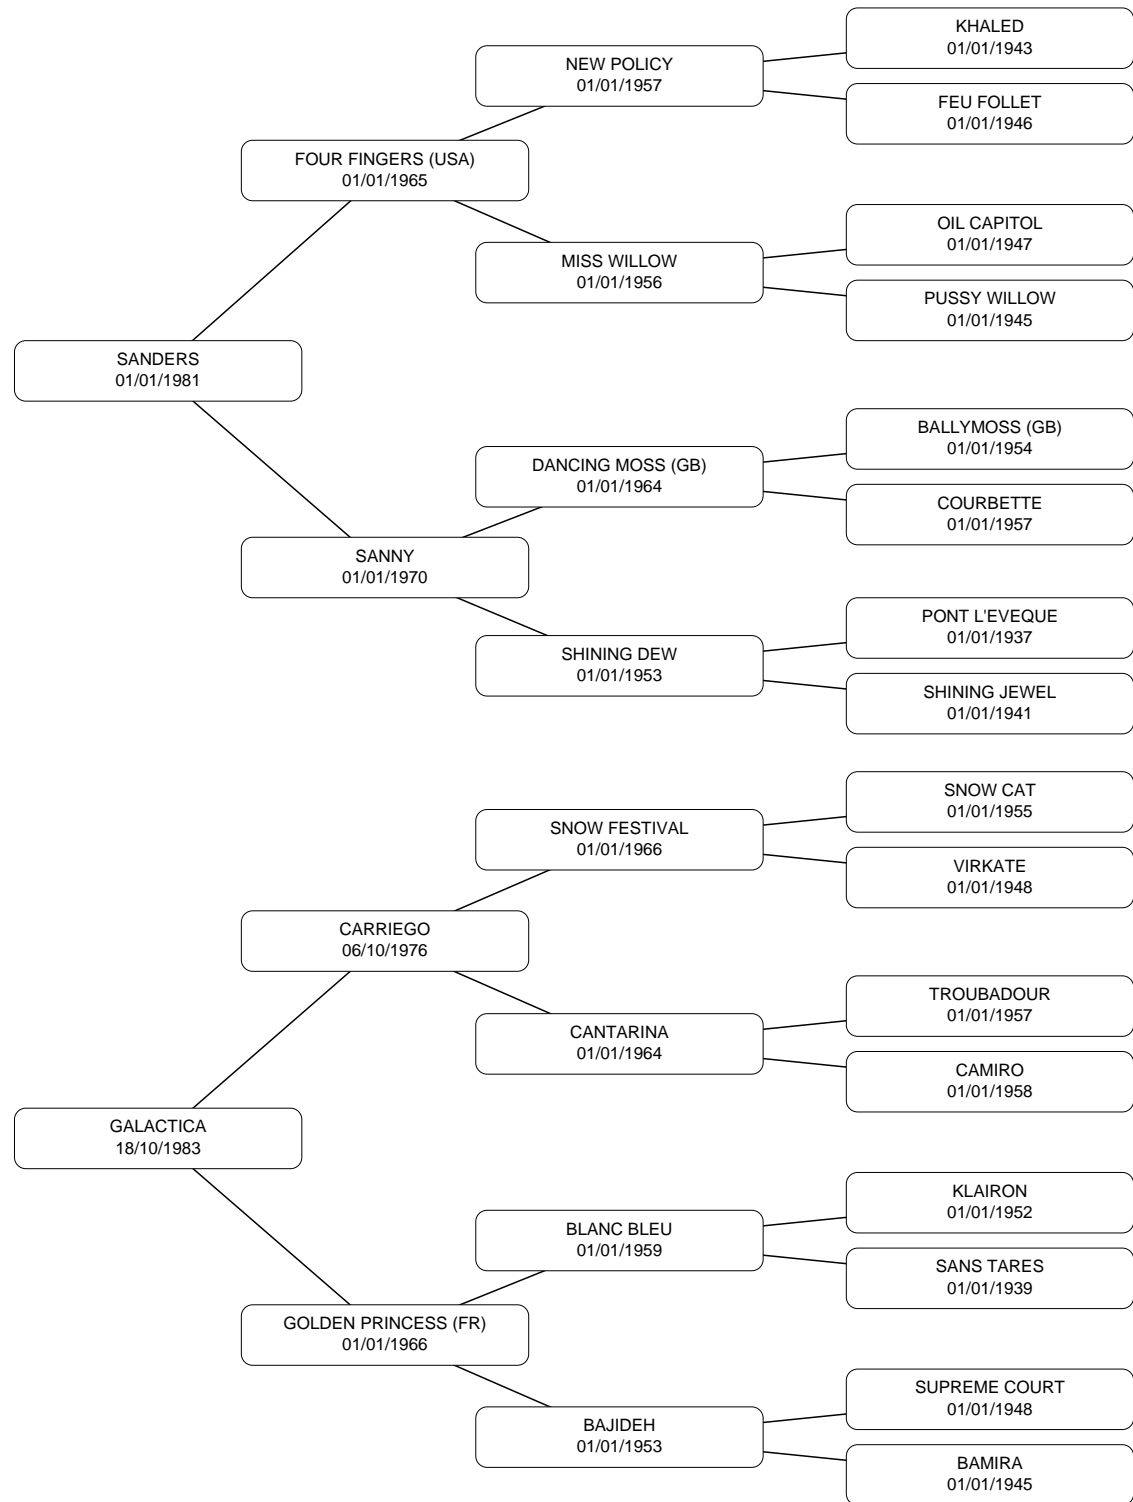 KHALED
01/01/1943
NEW POLICY
01/01/1957
FEU FOLLET
01/01/1946
FOUR FINGERS (USA)
01/01/1965
OIL CAPITOL
01/01/1947
MISS WILLOW
01/01/1956
PUSSY WILLOW
01/01/1945
SANDERS
01/01/1981
BALLYMOSS (GB)
01/01/1954
DANCING MOSS (GB)
01/01/1964
COURBETTE
01/01/1957
SANNY
01/01/1970
PONT L'EVEQUE
01/01/1937
SHINING DEW
01/01/1953
SHINING JEWEL
01/01/1941
SNOW CAT
01/01/1955
SNOW FESTIVAL
01/01/1966
VIRKATE
01/01/1948
CARRIEGO
06/10/1976
TROUBADOUR
01/01/1957
CANTARINA
01/01/1964
CAMIRO
01/01/1958
GALACTICA
18/10/1983
KLAIRON
01/01/1952
BLANC BLEU
01/01/1959
SANS TARES
01/01/1939
GOLDEN PRINCESS (FR)
01/01/1966
SUPREME COURT
01/01/1948
BAJIDEH
01/01/1953
BAMIRA
01/01/1945